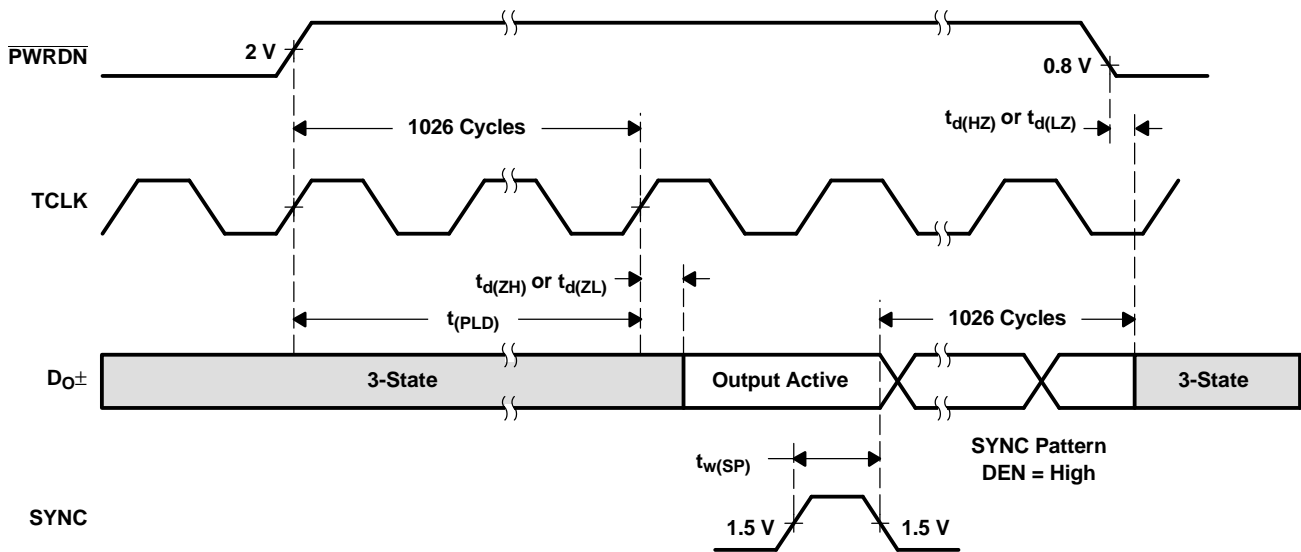 PWRDN
2 V
0.8 V
1026 Cycles
td(HZ) or td(LZ)
TCLK
td(ZH) or td(ZL)
t(PLD)
1026 Cycles
DO±
3-State
Output Active
3-State
tw(SP)
SYNC Pattern
DEN = High
SYNC
1.5 V
1.5 V